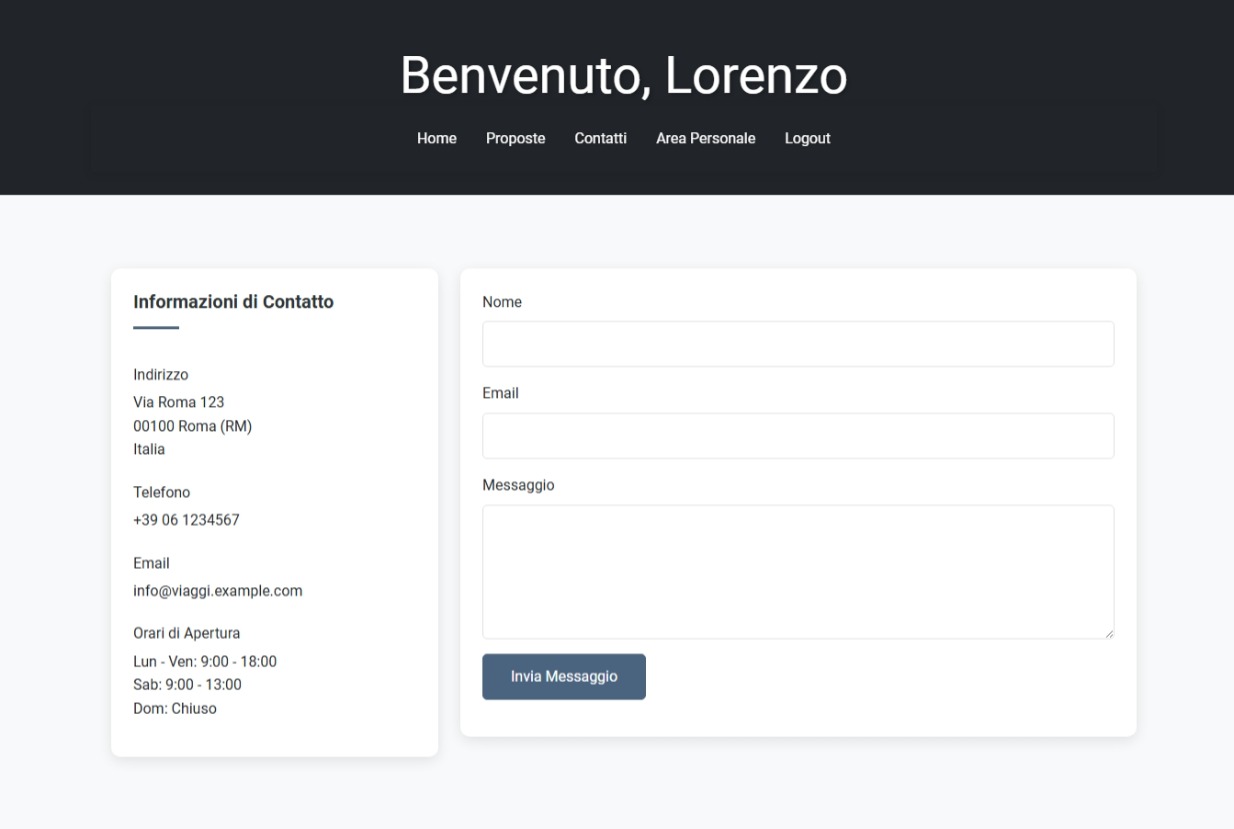 Benvenuto, Lorenzo
Home Proposte Contatti Area Personale Logout
Informazioni di Contatto
Indirizzo
Via Roma 123
00100 Roma (RM)
Italia
Telefono
+39 06 1234567
Email
info@viaggi.example.com
Orari di Apertura
Lun - Ven: 9:00 - 18:00
Sab: 9:00 - 13:00
Dom: Chiuso
Nome
Email
Messaggio
Invia Messaggio